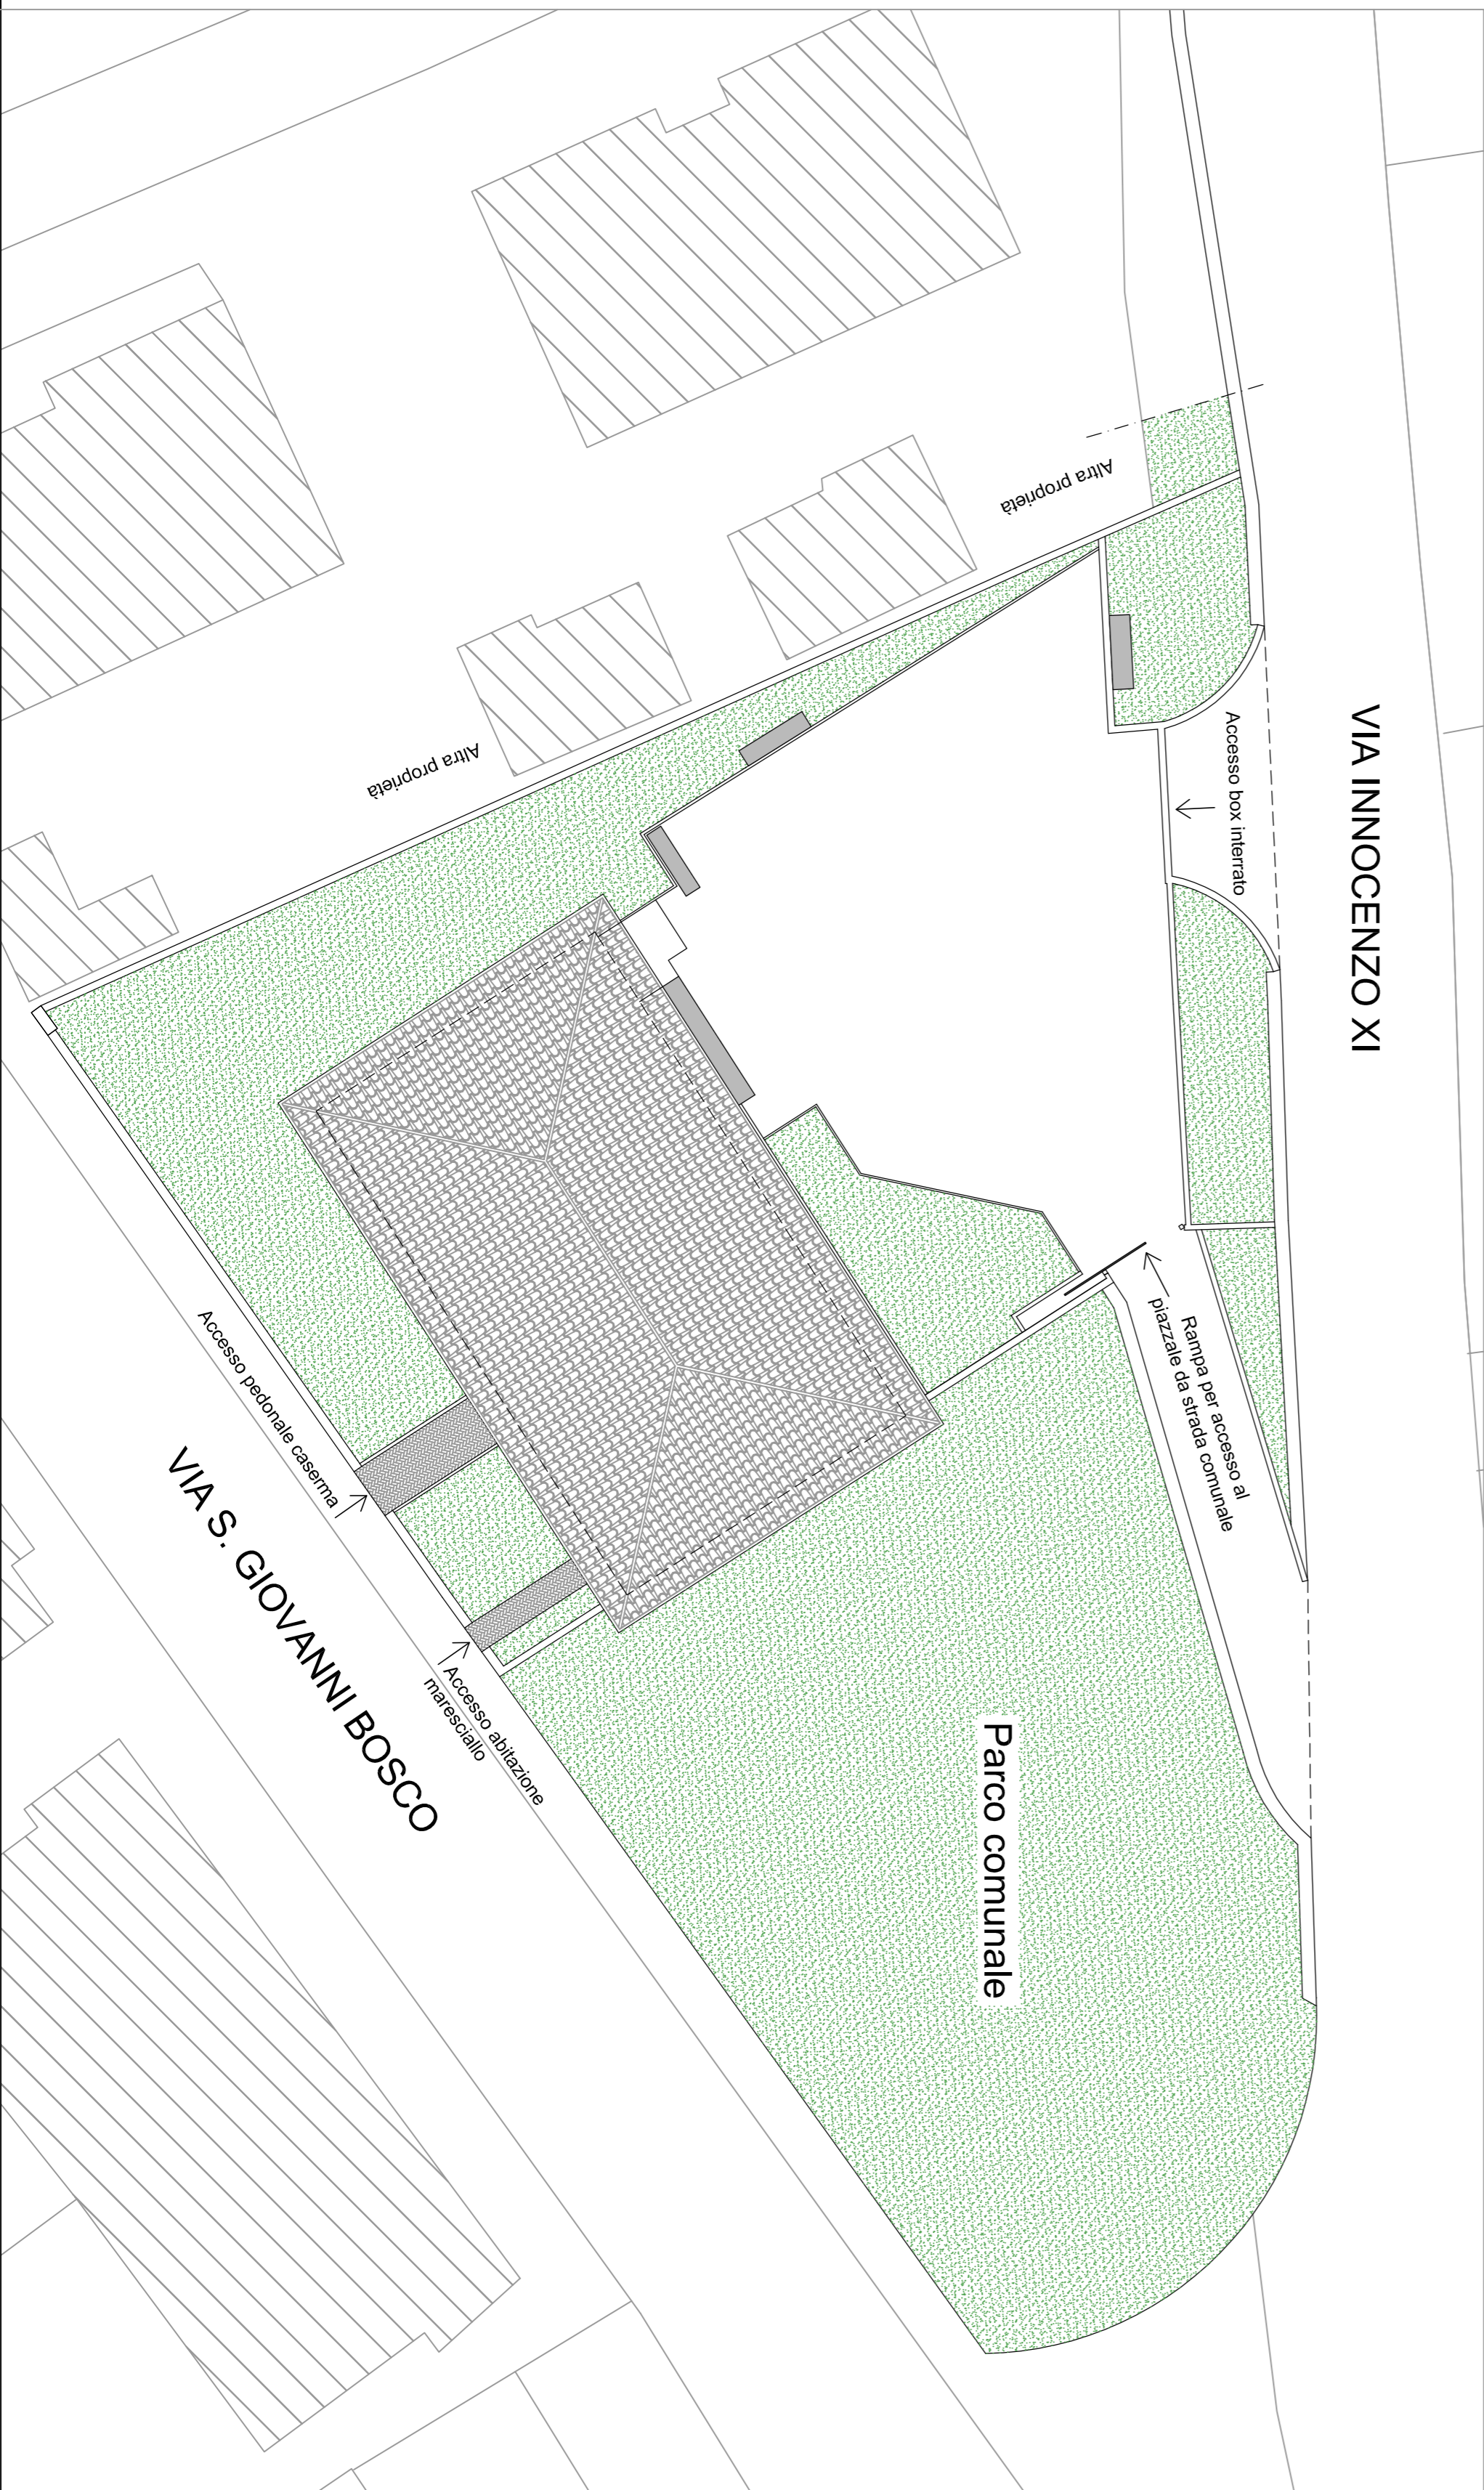 VIA INNOCENZO XI
Accesso box interrato
Altra proprietà
Altra proprietà
Rampa per accesso al
piazzale da strada comunale
Parco comunale
Accesso pedonale caserma
VIA S. GIOVANNI BOSCO
Accesso abitazione
maresciallo